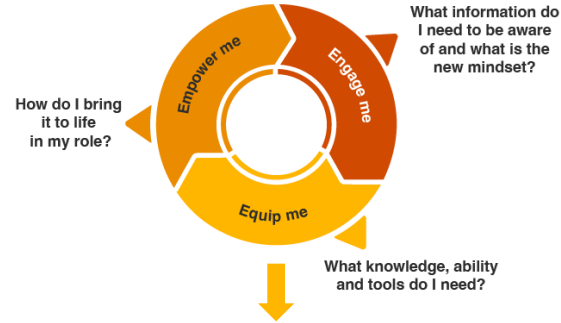 What information do
I need to be aware
of and what is the
new mindset?
Empower me
Engage me
How do I bring
it to life
in my role?
Equip me
What knowledge, ability
and tools do I need?